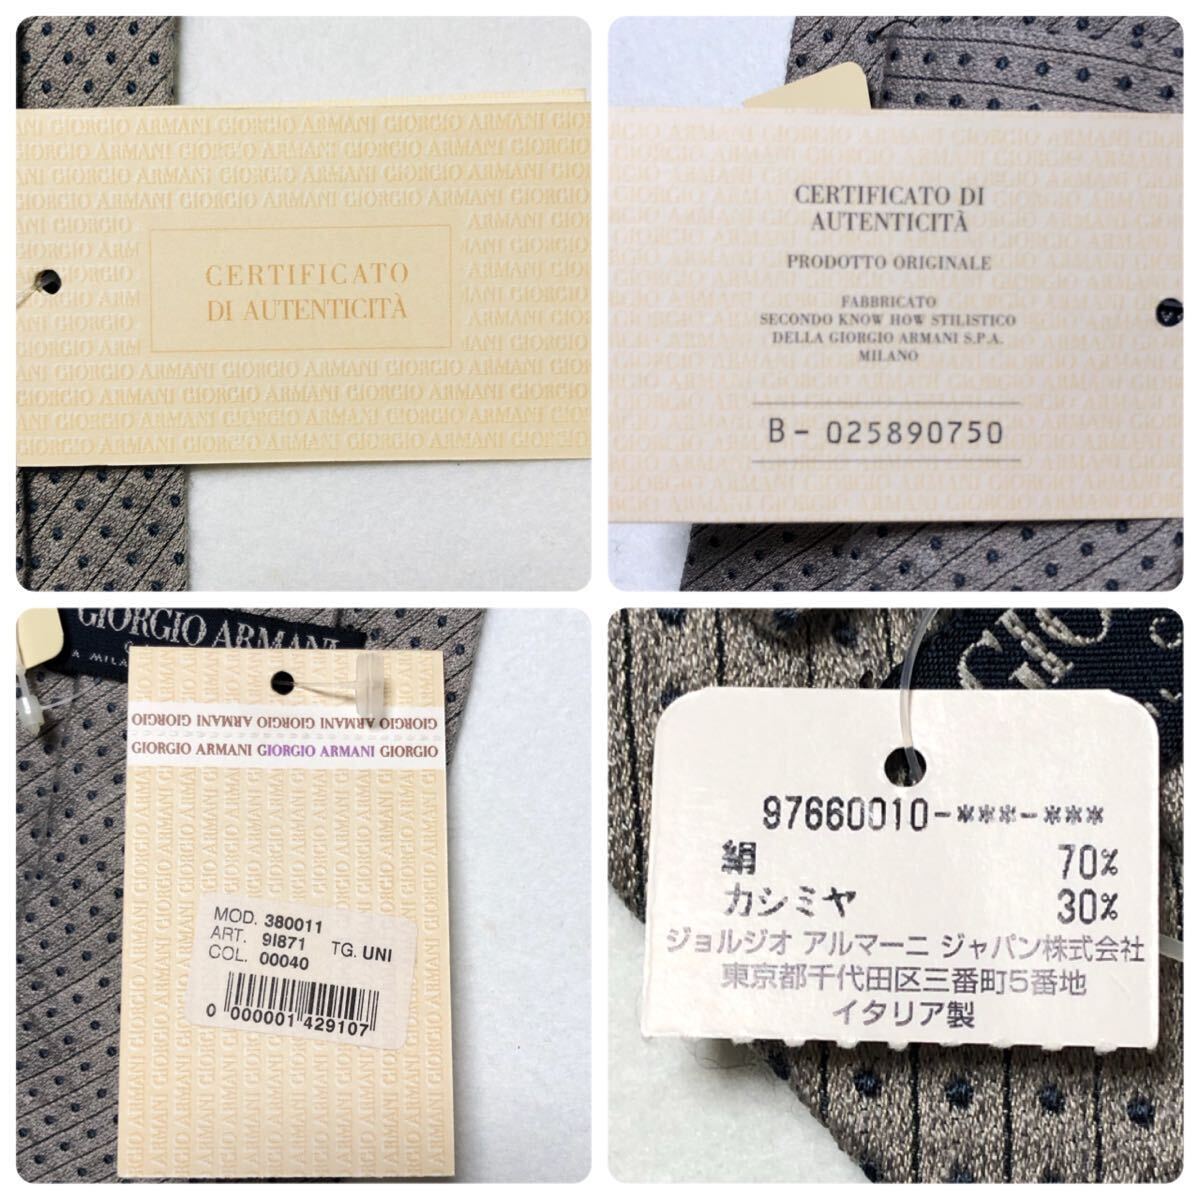 GIORGIO ARMANI GIORGIO ARMANI GIORGIO ARMANI
CERTIFICATO
DI AUTENTICITÀ
CERTIFICATO DI
AUTENTICITÀ
PRODOTTO ORIGINALE
FABBRICATO
SECONDO KNOW HOW STILISTICO
DELLA GIORGIO ARMANI S.P.A.
MILANO
B- 025890750
GIORGIO ARMANI
GIORGIO ARMANI GIORGIO ARMANI GIORGIO
GIORGIO ARMANI GIORGIO ARMANI GIORGIO
MOD. 380011
ART. 9I871 TG. UNI
COL. 00040
0 000001 429107
GIO
97660010-***-***
絹 70%
カシミヤ 30%
ジョルジオ アルマーニ ジャパン株式会社
東京都千代田区三番町5番地
イタリア製